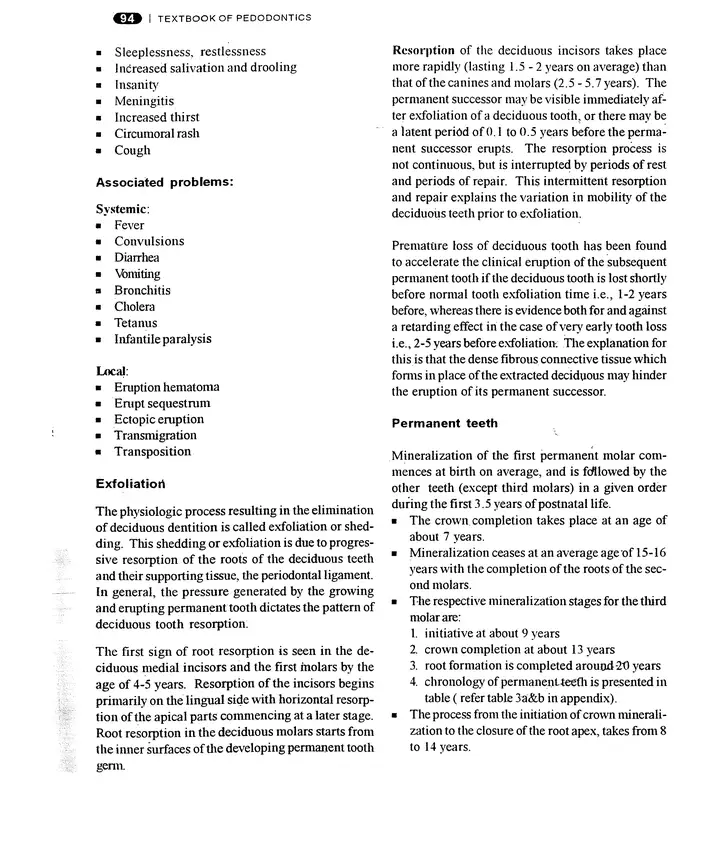 94 | TEXTBOOK OF PEDODONTICS
▪ Sleeplessness, restlessness
▪ Increased salivation and drooling
▪ Insanity
▪ Meningitis
▪ Increased thirst
▪ Circumoral rash
▪ Cough
Associated problems:
Systemic:
▪ Fever
▪ Convulsions
▪ Diarrhea
▪ Vomiting
▪ Bronchitis
▪ Cholera
▪ Tetanus
▪ Infantile paralysis
Local:
▪ Eruption hematoma
▪ Erupt sequestrum
▪ Ectopic eruption
▪ Transmigration
▪ Transposition
Exfoliation
The physiologic process resulting in the elimination
of deciduous dentition is called exfoliation or shed-
ding. This shedding or exfoliation is due to progres-
sive resorption of the roots of the deciduous teeth
and their supporting tissue, the periodontal ligament.
In general, the pressure generated by the growing
and erupting permanent tooth dictates the pattern of
deciduous tooth resorption.
The first sign of root resorption is seen in the de-
ciduous medial incisors and the first molars by the
age of 4-5 years. Resorption of the incisors begins
primarily on the lingual side with horizontal resorp-
tion of the apical parts commencing at a later stage.
Root resorption in the deciduous molars starts from
the inner surfaces of the developing permanent tooth
germ.
Resorption of the deciduous incisors takes place
more rapidly (lasting 1.5 - 2 years on average) than
that of the canines and molars (2.5 - 5.7 years). The
permanent successor may be visible immediately af-
ter exfoliation of a deciduous tooth, or there may be
a latent period of 0.1 to 0.5 years before the perma-
nent successor erupts. The resorption process is
not continuous, but is interrupted by periods of rest
and periods of repair. This intermittent resorption
and repair explains the variation in mobility of the
deciduous teeth prior to exfoliation.
Premature loss of deciduous tooth has been found
to accelerate the clinical eruption of the subsequent
permanent tooth if the deciduous tooth is lost shortly
before normal tooth exfoliation time i.e., 1-2 years
before, whereas there is evidence both for and against
a retarding effect in the case of very early tooth loss
i.e., 2-5 years before exfoliation. The explanation for
this is that the dense fibrous connective tissue which
forms in place of the extracted deciduous may hinder
the eruption of its permanent successor.
Permanent teeth
Mineralization of the first permanent molar com-
mences at birth on average, and is followed by the
other teeth (except third molars) in a given order
during the first 3.5 years of postnatal life.
▪ The crown completion takes place at an age of
about 7 years.
▪ Mineralization ceases at an average age of 15-16
years with the completion of the roots of the sec-
ond molars.
▪ The respective mineralization stages for the third
molar are:
1. initiative at about 9 years
2. crown completion at about 13 years
3. root formation is completed around 20 years
4. chronology of permanent teeth is presented in
table ( refer table 3a&b in appendix).
▪ The process from the initiation of crown minerali-
zation to the closure of the root apex, takes from 8
to 14 years.